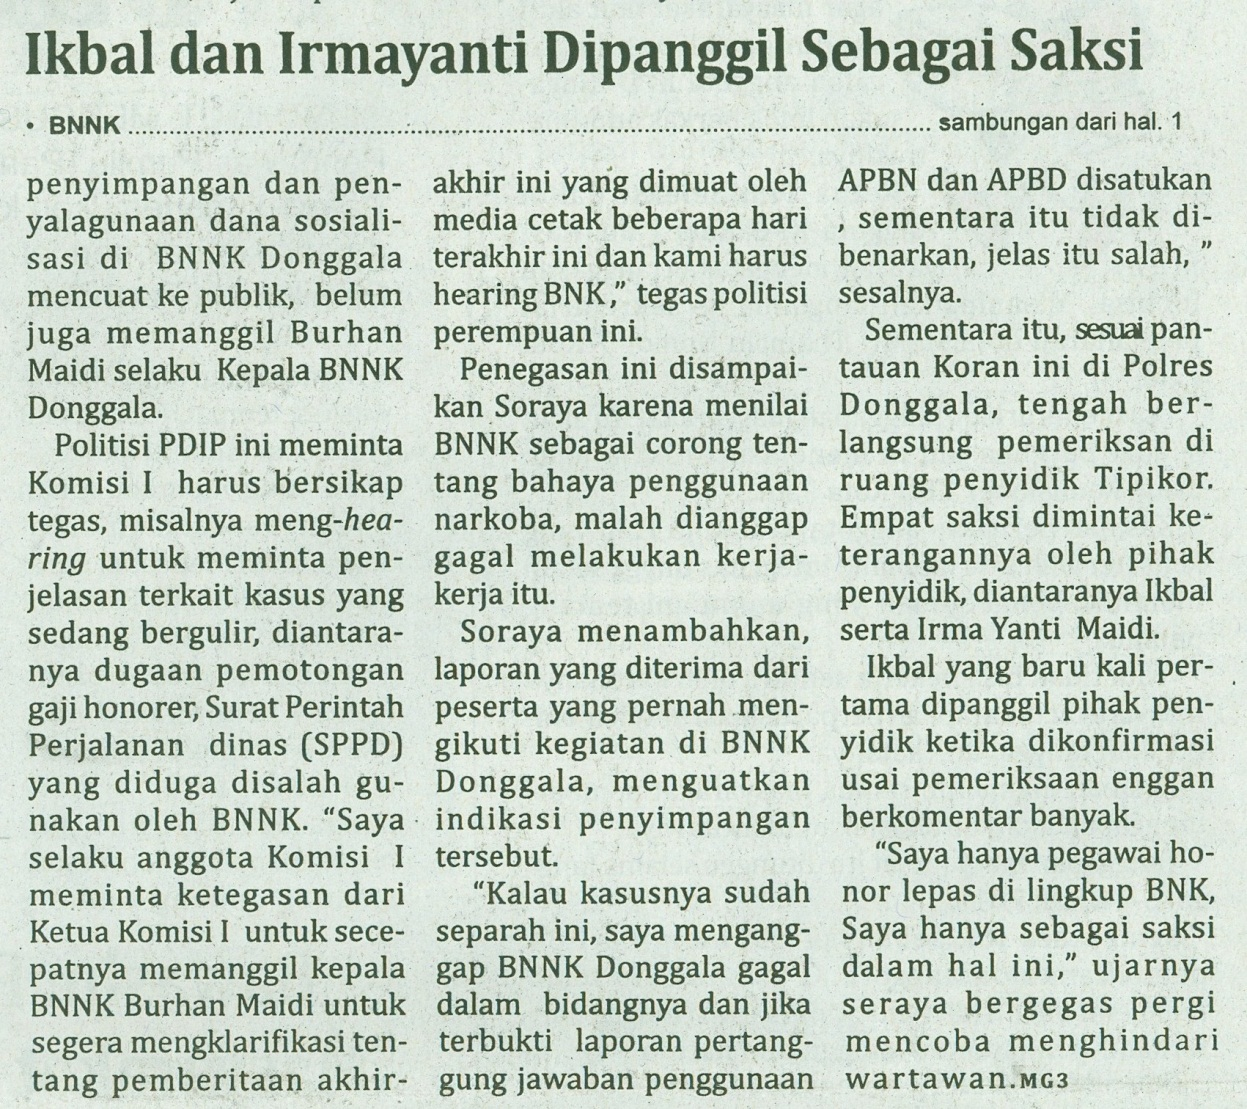 Ikbal dan Irmayanti Dipanggil Sebagai Saksi
• BNNK ........................................ sambungan dari hal. 1
penyimpangan dan pen-
yalagunaan dana sosiali-
sasi di BNNK Donggala
mencuat ke publik, belum
juga memanggil Burhan
Maidi selaku Kepala BNNK
Donggala.
Politisi PDIP ini meminta
Komisi I harus bersikap
tegas, misalnya meng-hea-
ring untuk meminta pen-
jelasan terkait kasus yang
sedang bergulir, diantara-
nya dugaan pemotongan
gaji honorer, Surat Perintah
Perjalanan dinas (SPPD)
yang diduga disalah gu-
nakan oleh BNNK. “Saya
selaku anggota Komisi I
meminta ketegasan dari
Ketua Komisi I untuk sece-
patnya memanggil kepala
BNNK Burhan Maidi untuk
segera mengklarifikasi ten-
tang pemberitaan akhir-
akhir ini yang dimuat oleh
media cetak beberapa hari
terakhir ini dan kami harus
hearing BNK,” tegas politisi
perempuan ini.
Penegasan ini disampai-
kan Soraya karena menilai
BNNK sebagai corong ten-
tang bahaya penggunaan
narkoba, malah dianggap
gagal melakukan kerja-
kerja itu.
Soraya menambahkan,
laporan yang diterima dari
peserta yang pernah men-
gikuti kegiatan di BNNK
Donggala, menguatkan
indikasi penyimpangan
tersebut.
“Kalau kasusnya sudah
separah ini, saya mengang-
gap BNNK Donggala gagal
dalam bidangnya dan jika
terbukti laporan pertang-
gung jawaban penggunaan
APBN dan APBD disatukan
, sementara itu tidak di-
benarkan, jelas itu salah, ”
sesalnya.
Sementara itu, sesuai pan-
tauan Koran ini di Polres
Donggala, tengah ber-
langsung pemeriksan di
ruang penyidik Tipikor.
Empat saksi dimintai ke-
terangannya oleh pihak
penyidik, diantaranya Ikbal
serta Irma Yanti Maidi.
Ikbal yang baru kali per-
tama dipanggil pihak pen-
yidik ketika dikonfirmasi
usai pemeriksaan enggan
berkomentar banyak.
“Saya hanya pegawai ho-
nor lepas di lingkup BNK,
Saya hanya sebagai saksi
dalam hal ini,” ujarnya
seraya bergegas pergi
mencoba menghindari
wartawan.MG3